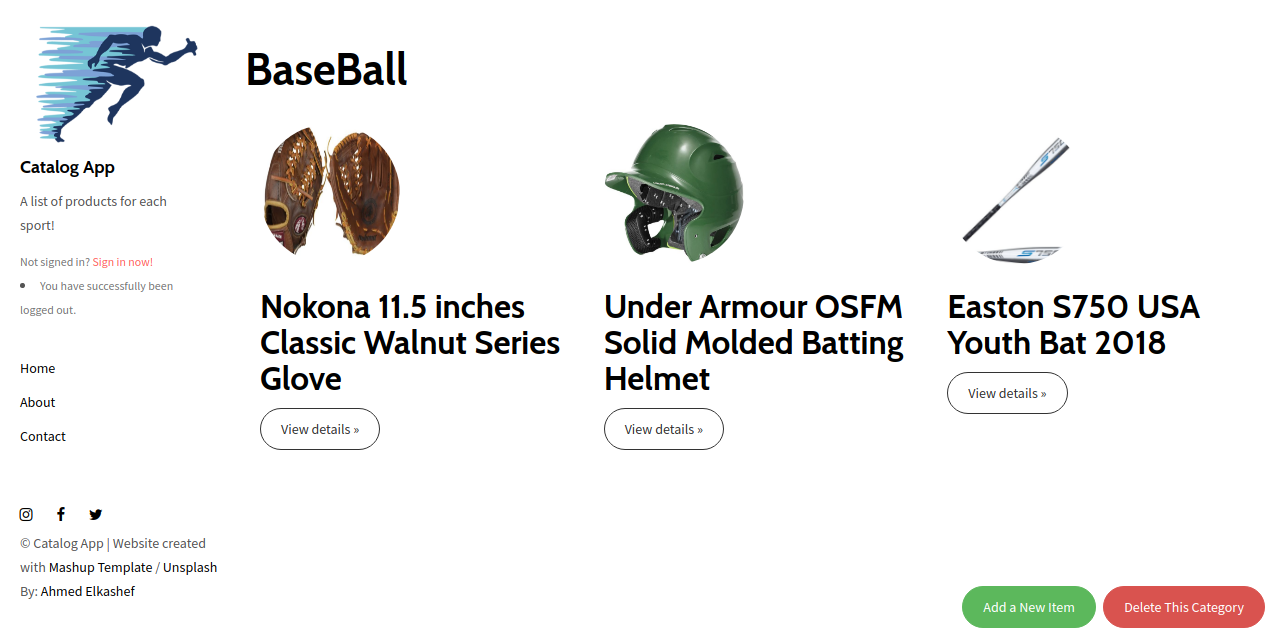 Catalog App
A list of products for each
sport!
Not signed in? Sign in now!
• You have successfully been
logged out.
Home
About
Contact
© Catalog App | Website created
with Mashup Template / Unsplash
By: Ahmed Elkashef
BaseBall
Nokona 11.5 inches
Classic Walnut Series
Glove
View details »
Under Armour OSFM
Solid Molded Batting
Helmet
View details »
S750
S750
Easton S750 USA
Youth Bat 2018
View details »
Add a New Item
Delete This Category